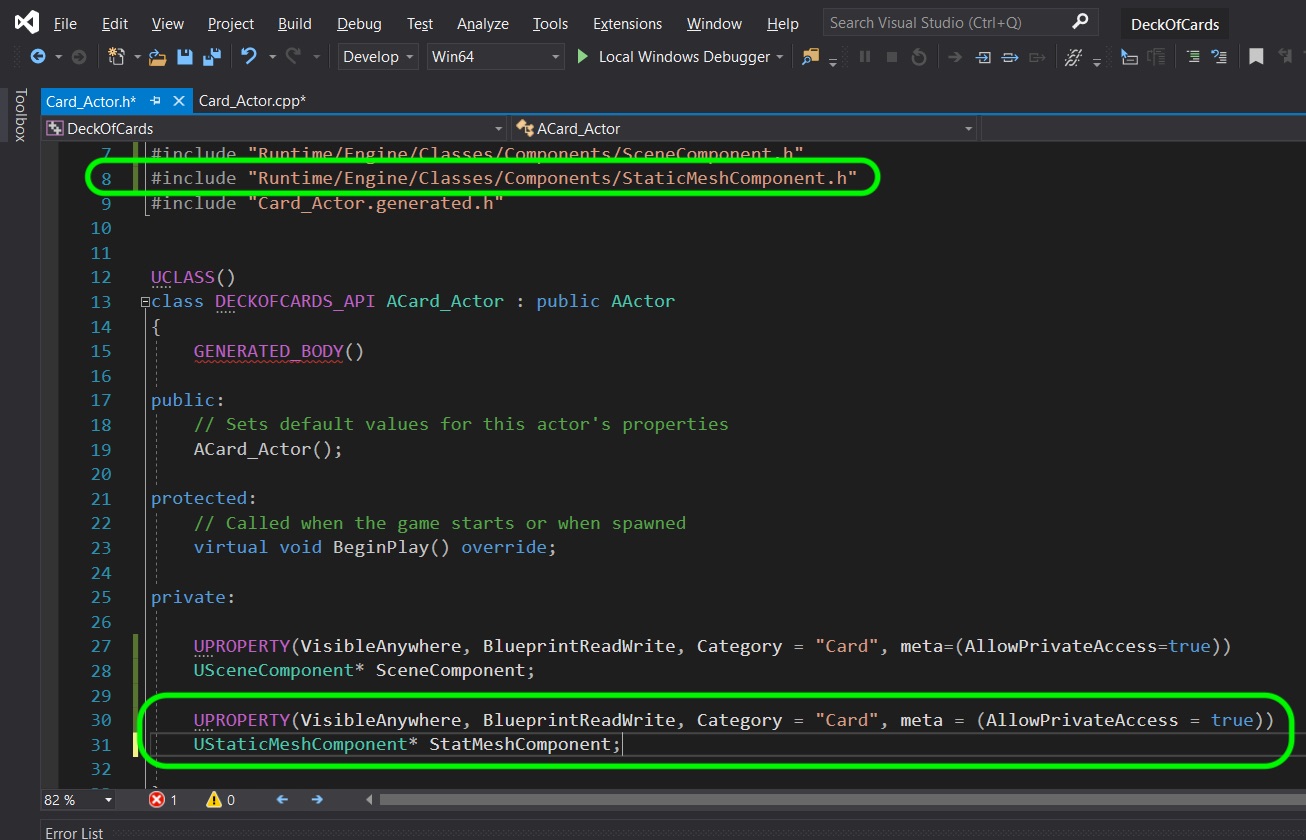 File Edit View Project Build Debug Test Analyze Tools Extensions Window Help Search Visual Studio (Ctrl+Q) DeckOfCards
Develop Win64 Local Windows Debugger
Toolbox
Card_Actor.h* Card_Actor.cpp*
DeckOfCards ACard_Actor
7 #include "Runtime/Engine/Classes/Components/SceneComponent.h"
8 #include "Runtime/Engine/Classes/Components/StaticMeshComponent.h"
9 #include "Card_Actor.generated.h"
10
11
12 UCLASS()
13 class DECKOFCARDS_API ACard_Actor : public AActor
14 {
15 GENERATED_BODY()
16
17 public:
18 // Sets default values for this actor's properties
19 ACard_Actor();
20
21 protected:
22 // Called when the game starts or when spawned
23 virtual void BeginPlay() override;
24
25 private:
26
27 UPROPERTY(VisibleAnywhere, BlueprintReadWrite, Category = "Card", meta=(AllowPrivateAccess=true))
28 USceneComponent* SceneComponent;
29
30 UPROPERTY(VisibleAnywhere, BlueprintReadWrite, Category = "Card", meta = (AllowPrivateAccess = true))
31 UStaticMeshComponent* StatMeshComponent;
32
82 % 1 0
Error List